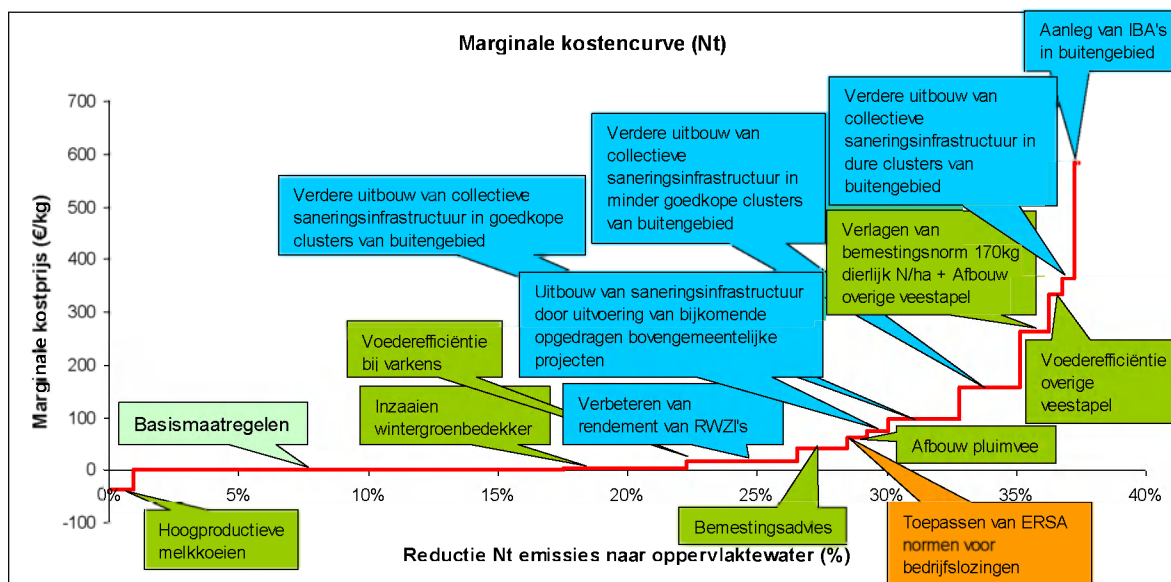 Marginale kostencurve (Nt)
Aanleg van IBA's
in buitengebied
Verdere uitbouw van
collectieve
saneringsinfrastructuur in
dure clusters van
buitengebied
Verdere uitbouw van
collectieve
saneringsinfrastructuur in
minder goedkope clusters
van buitengebied
Verdere uitbouw van collectieve
saneringsinfrastructuur in goedkope
clusters van buitengebied
Verlagen van
bemestingsnorm 170kg
dierlijk N/ha + Afbouw
overige veestapel
Uitbouw van saneringsinfrastructuur
door uitvoering van bijkomende
opgedragen bovengemeentelijke
projecten
Voederefficiëntie
bij varkens
Voederefficiëntie
overige
veestapel
Inzaaien
wintergroenbedekker
Verbeteren van
rendement van RWZI's
Basismaatregelen
Afbouw pluimvee
Hoogproductieve
melkkoeien
Bemestingsadvies
Toepassen van ERSA
normen voor
bedrijfslozingen
Marginale kostprijs (€/kg)
700
600
500
400
300
200
100
0
-100
0%
5%
10%
15%
20%
25%
30%
35%
40%
Reductie Nt emissies naar oppervlaktewater (%)